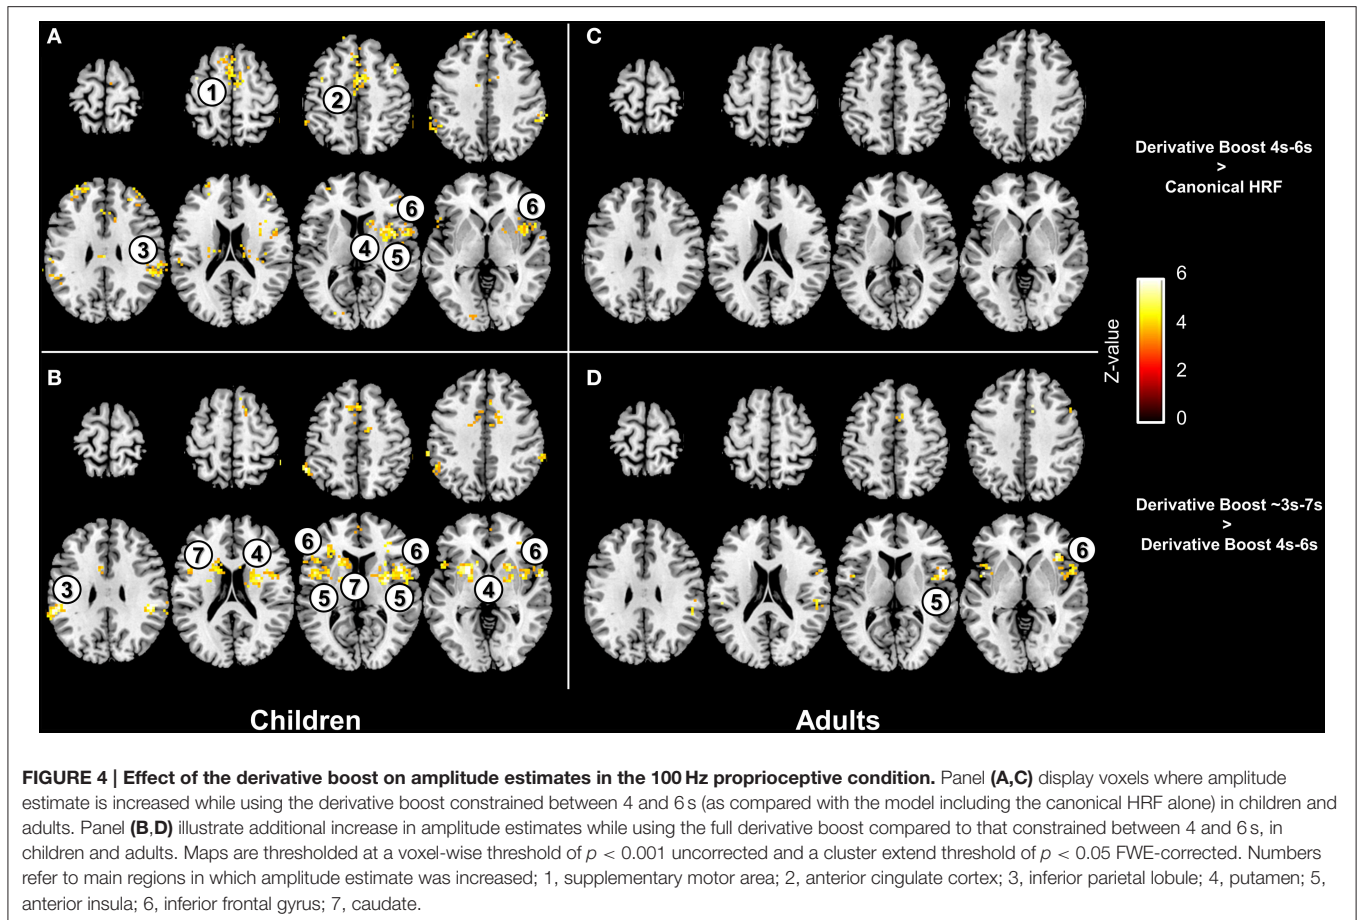 A
C
1
2
Derivative Boost 4s-6s
>
Canonical HRF
3
4
5
6
6
6
4
2
0
Z-value
B
D
Derivative Boost ~3s-7s
>
Derivative Boost 4s-6s
3
7
4
6
5
7
6
5
6
4
5
6
Children
Adults
FIGURE 4 | Effect of the derivative boost on amplitude estimates in the 100 Hz proprioceptive condition. Panel (A,C) display voxels where amplitude
estimate is increased while using the derivative boost constrained between 4 and 6 s (as compared with the model including the canonical HRF alone) in children and
adults. Panel (B,D) illustrate additional increase in amplitude estimates while using the full derivative boost compared to that constrained between 4 and 6 s, in
children and adults. Maps are thresholded at a voxel-wise threshold of p < 0.001 uncorrected and a cluster extend threshold of p < 0.05 FWE-corrected. Numbers
refer to main regions in which amplitude estimate was increased; 1, supplementary motor area; 2, anterior cingulate cortex; 3, inferior parietal lobule; 4, putamen; 5,
anterior insula; 6, inferior frontal gyrus; 7, caudate.